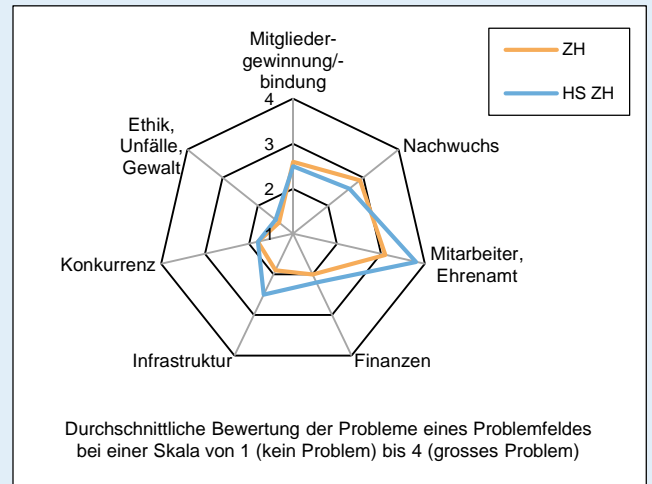 ZH
HS ZH
Mitglieder-
gewinnung/-
bindung
4
3
2
1
Nachwuchs
Mitarbeiter,
Ehrenamt
Finanzen
Infrastruktur
Konkurrenz
Ethik,
Unfälle,
Gewalt
Durchschnittliche Bewertung der Probleme eines Problemfeldes
bei einer Skala von 1 (kein Problem) bis 4 (grosses Problem)